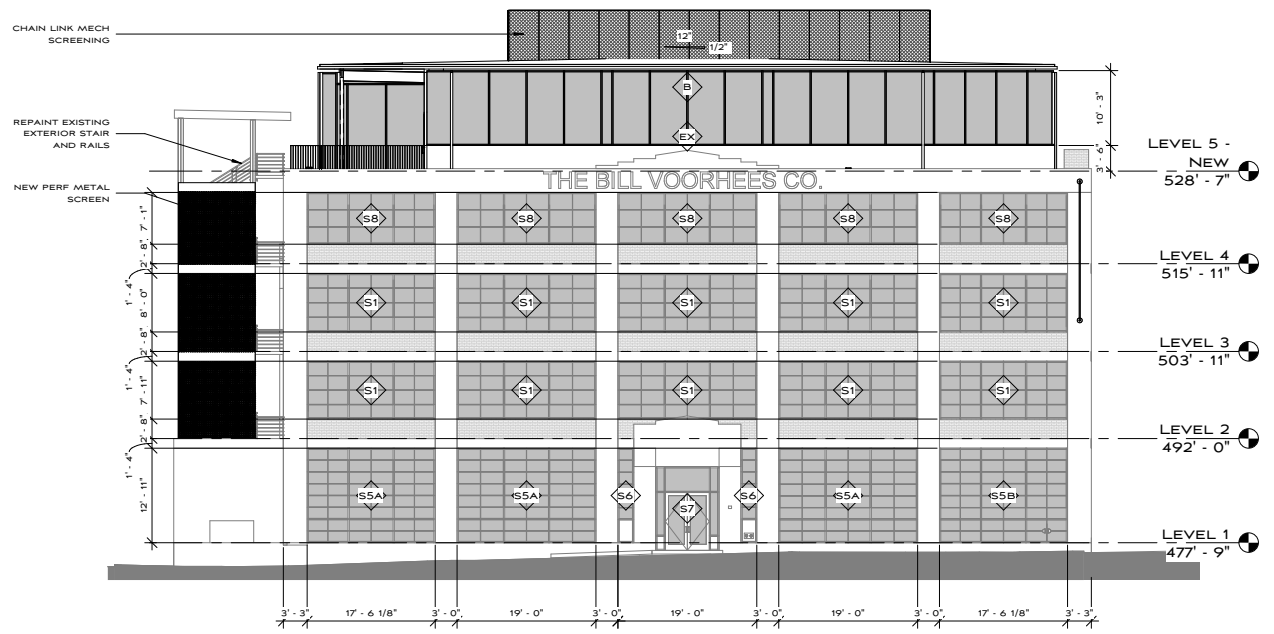 CHAIN LINK MECH
SCREENING
12"
1/2"
B
10' - 3"
REPAINT EXISTING
EXTERIOR STAIR
AND RAILS
EX
3' - 6"
LEVEL 5 -
NEW
528' - 7"
NEW PERF METAL
SCREEN
THE BILL VOORHEES CO.
7' - 1"
S8 S8 S8 S8 S8
2' - 8"
LEVEL 4
515' - 11"
1' - 4"
8' - 0"
S1 S1 S1 S1 S1
2' - 8"
LEVEL 3
503' - 11"
1' - 4"
7' - 11"
S1 S1 S1 S1 S1
2' - 8"
LEVEL 2
492' - 0"
1' - 4"
12' - 11"
S5A S5A S6 S7 S6 S5A S5B
LEVEL 1
477' - 9"
3' - 3" 17' - 6 1/8" 3' - 0" 19' - 0" 3' - 0" 19' - 0" 3' - 0" 19' - 0" 3' - 0" 17' - 6 1/8" 3' - 3"